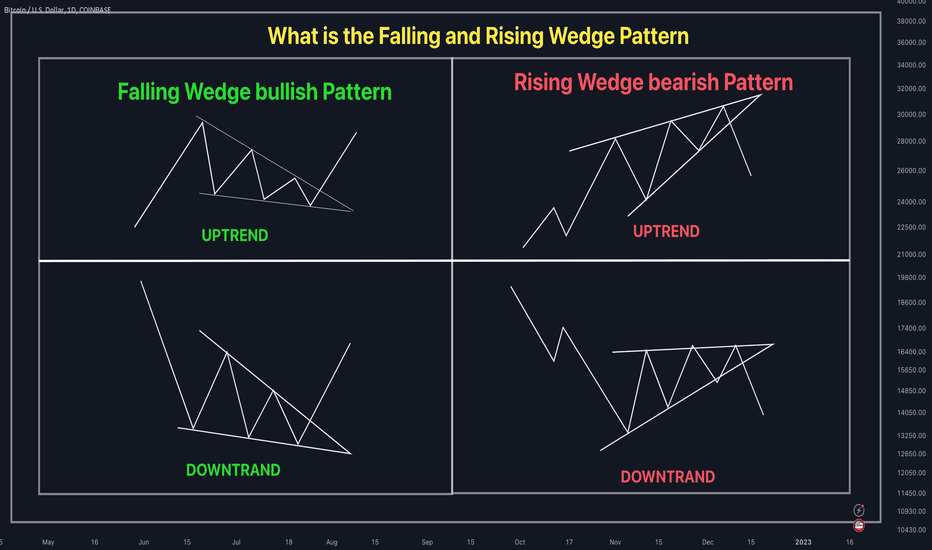 Bitcoin / U.S. Dollar, 1D, COINBASE
What is the Falling and Rising Wedge Pattern
Falling Wedge bullish Pattern
Rising Wedge bearish Pattern
UPTREND
UPTREND
DOWNTRAND
DOWNTRAND
40000.00
38000.00
36000.00
34000.00
32000.00
30000.00
28000.00
26000.00
24000.00
22500.00
21000.00
19800.00
18600.00
17400.00
16400.00
15650.00
14850.00
14050.00
13250.00
12650.00
12050.00
11450.00
10930.00
10430.00
5 May 16 Jun 15 Jul 18 Aug 15 Sep 15 Oct 17 Nov 15 Dec 15 2023 16